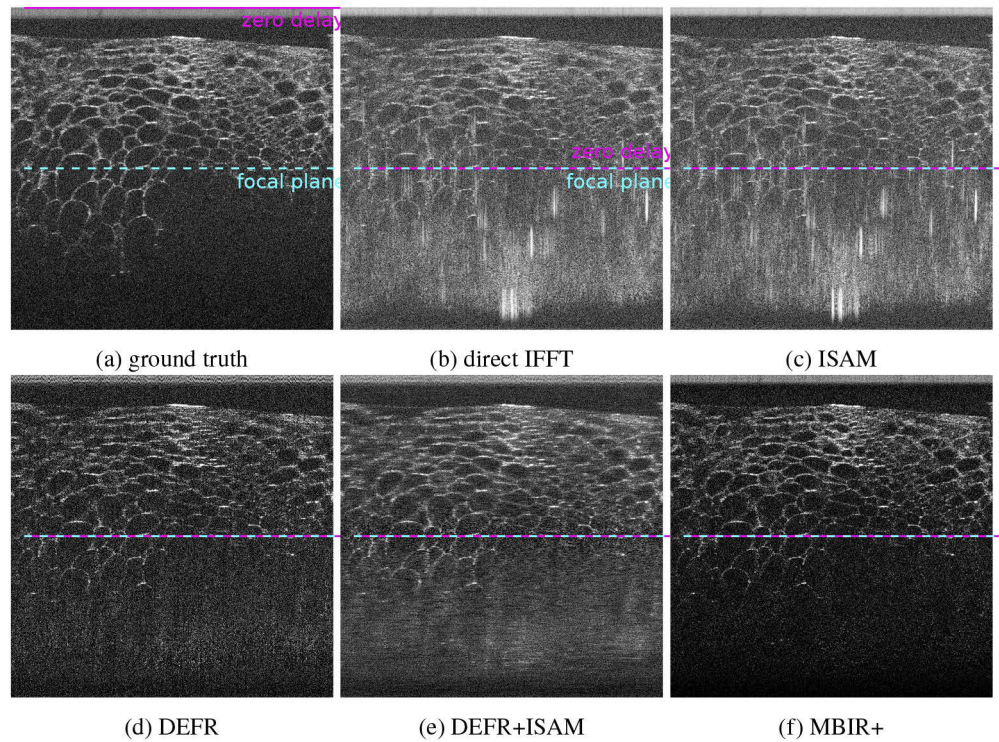 zero delay
focal plane
zero delay
focal plane
(a) ground truth
(b) direct IFFT
(c) ISAM
(d) DEFR
(e) DEFR+ISAM
(f) MBIR+